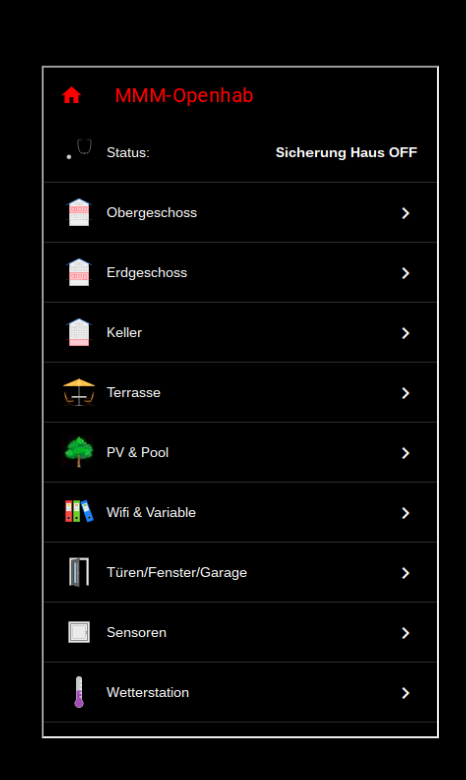 MMM-Openhab
Status: Sicherung Haus OFF
Obergeschoss
Erdgeschoss
Keller
Terrasse
PV & Pool
Wifi & Variable
Türen/Fenster/Garage
Sensoren
Wetterstation